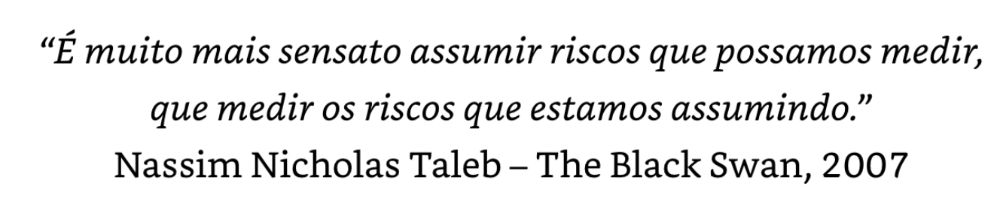 “É muito mais sensato assumir riscos que possamos medir,
que medir os riscos que estamos assumindo.”
Nassim Nicholas Taleb – The Black Swan, 2007